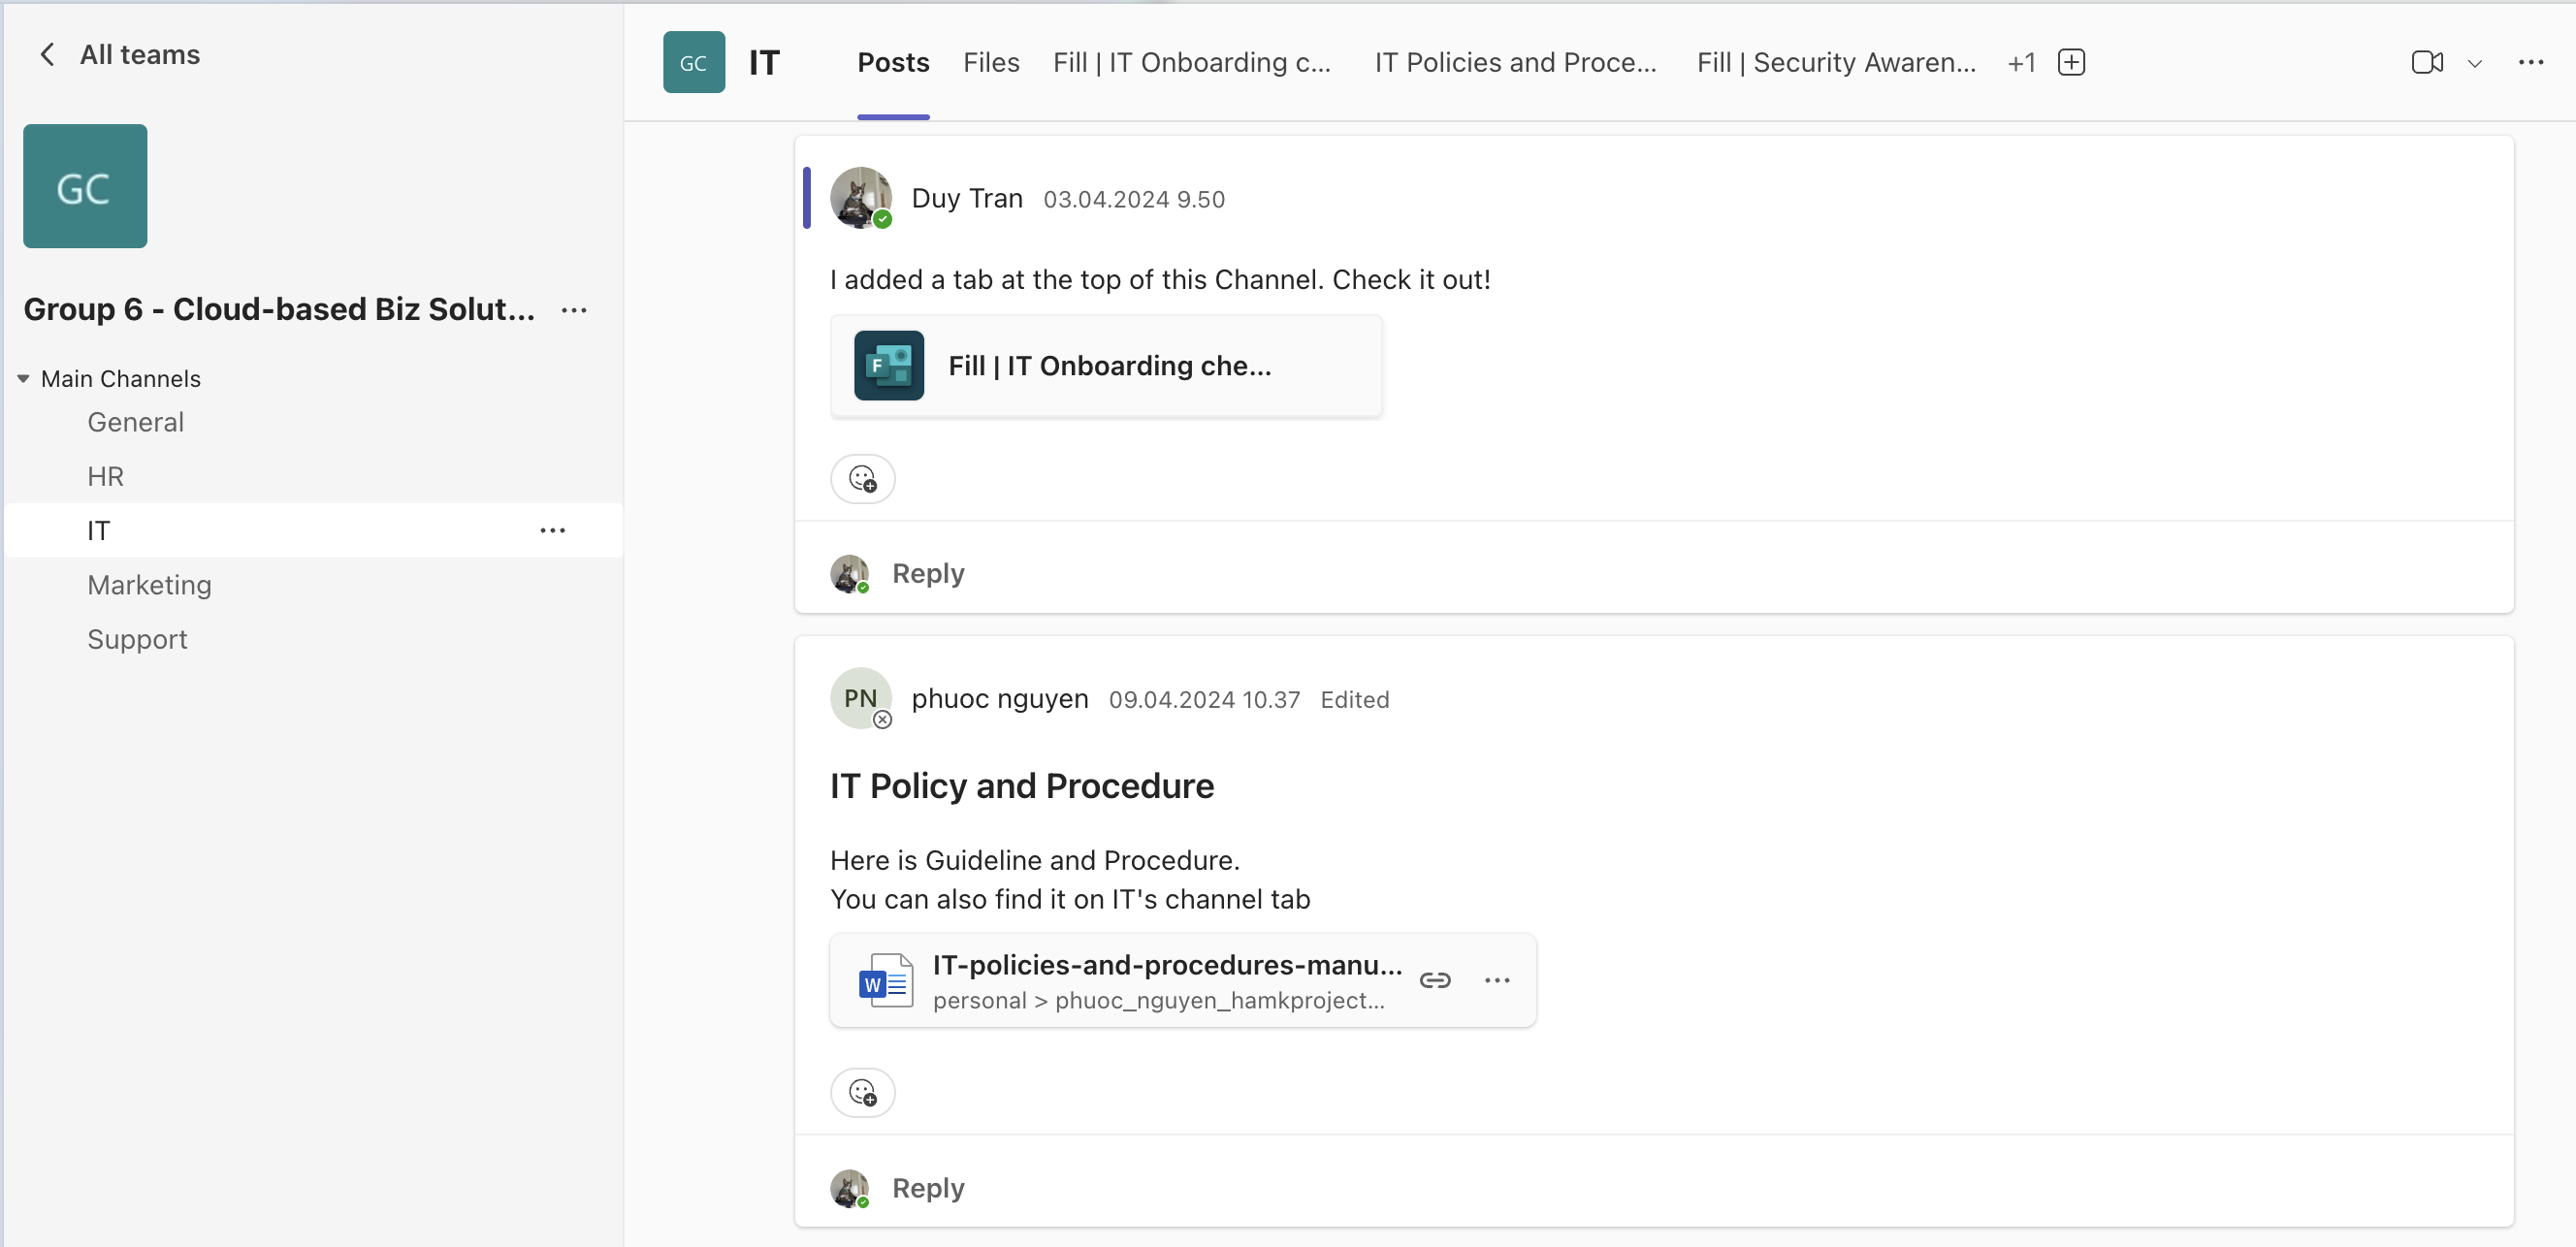 All teams
GC
Group 6 - Cloud-based Biz Solut...
Main Channels
General
HR
IT
Marketing
Support
GC
IT
Posts
Files
Fill | IT Onboarding c...
IT Policies and Proce...
Fill | Security Awaren...
+1
Duy Tran 03.04.2024 9.50
I added a tab at the top of this Channel. Check it out!
F
Fill | IT Onboarding che...
Reply
PN
phuoc nguyen 09.04.2024 10.37 Edited
IT Policy and Procedure
Here is Guideline and Procedure.
You can also find it on IT's channel tab
W
IT-policies-and-procedures-manu...
personal > phuoc_nguyen_hamkproject...
Reply